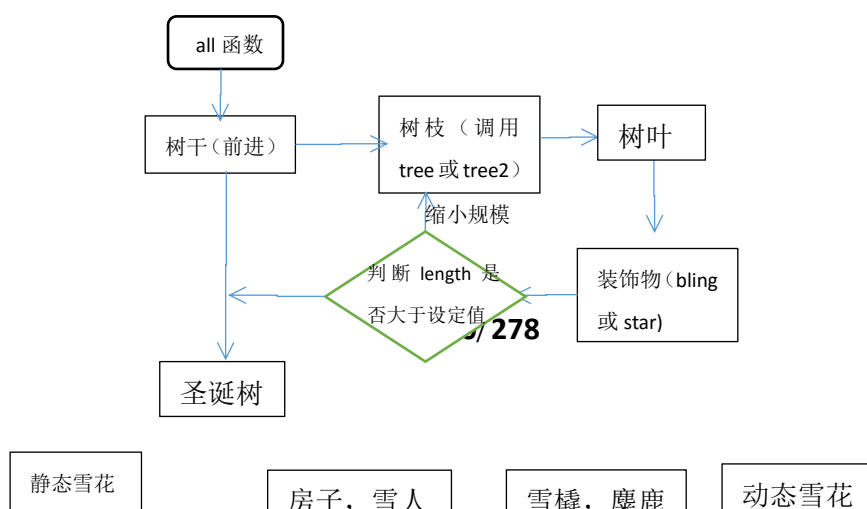 all 函数
树干（前进）
树枝（调用
tree 或 tree2）
树叶
缩小规模
判断 length 是
否大于设定值
装饰物（bling
或 star)
/ 278
圣诞树
静态雪花
房子，雪人
雪橇，麋鹿
动态雪花